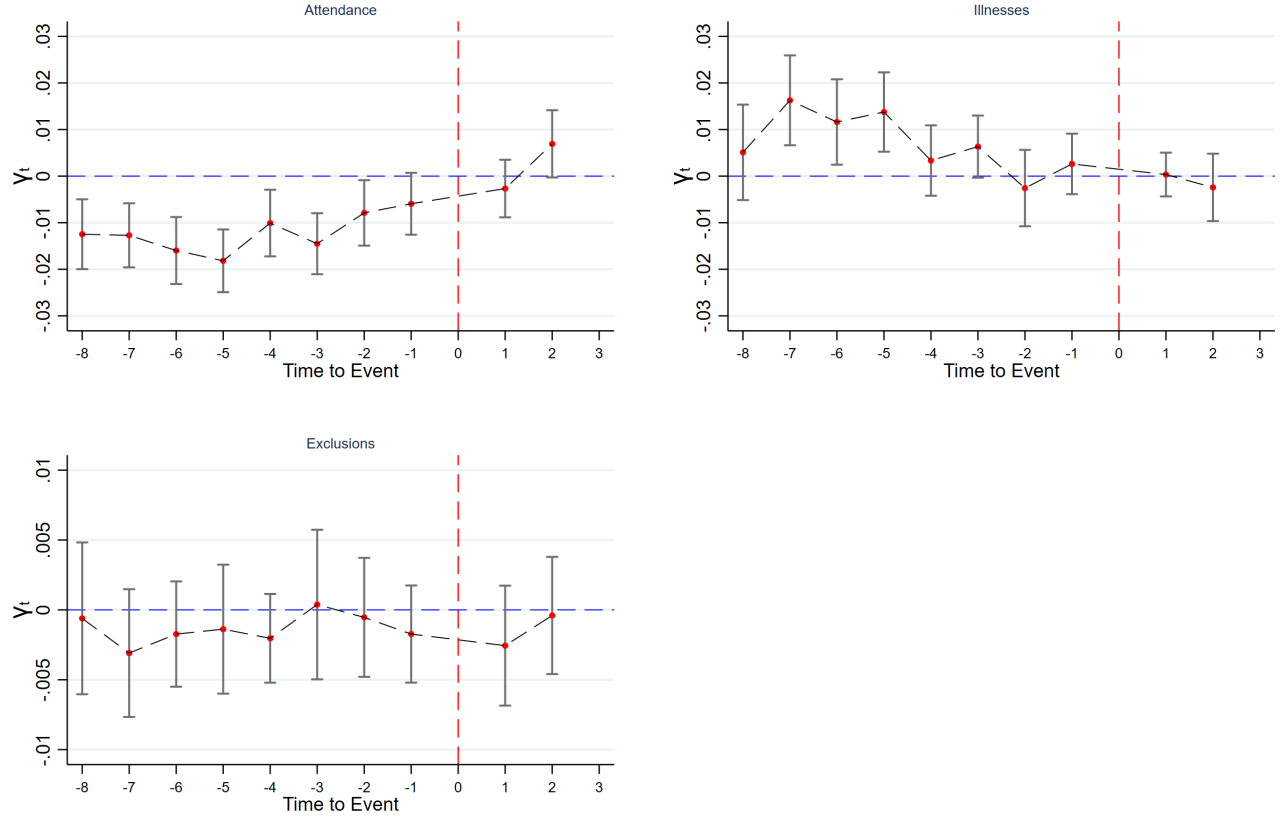 Attendance
.03
.02
.01
0
-.01
-.02
-.03
γt
-8 -7 -6 -5 -4 -3 -2 -1 0 1 2 3
Time to Event
Illnesses
.03
.02
.01
0
-.01
-.02
-.03
γt
-8 -7 -6 -5 -4 -3 -2 -1 0 1 2 3
Time to Event
Exclusions
.01
.005
0
-.005
-.01
γt
-8 -7 -6 -5 -4 -3 -2 -1 0 1 2 3
Time to Event